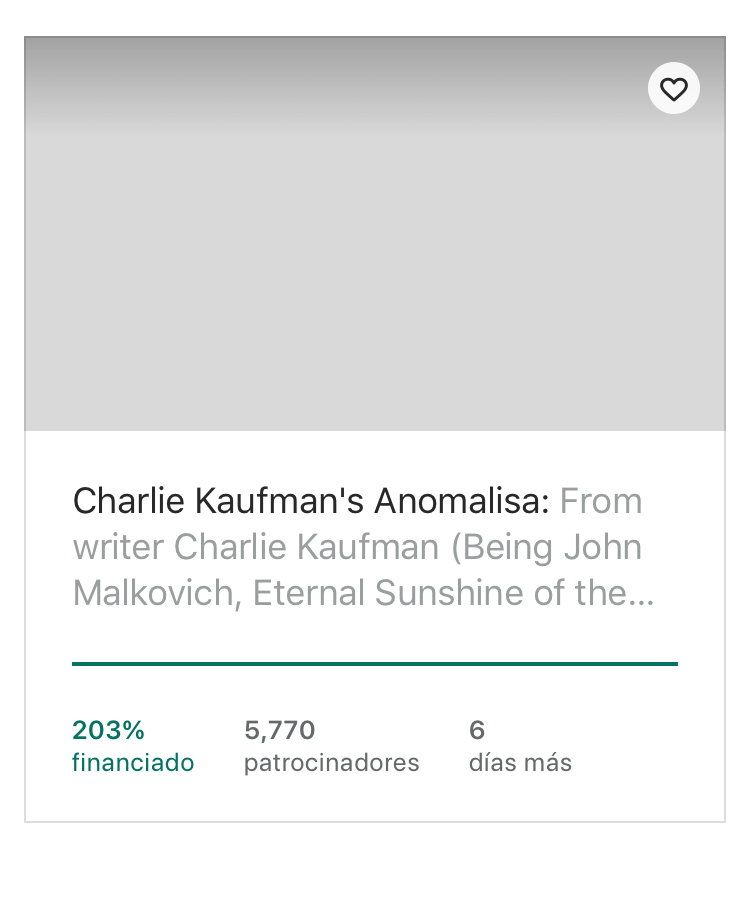 Charlie Kaufman's Anomalisa: From
writer Charlie Kaufman (Being John
Malkovich, Eternal Sunshine of the...
203% 5,770 6
financiado patrocinadores días más